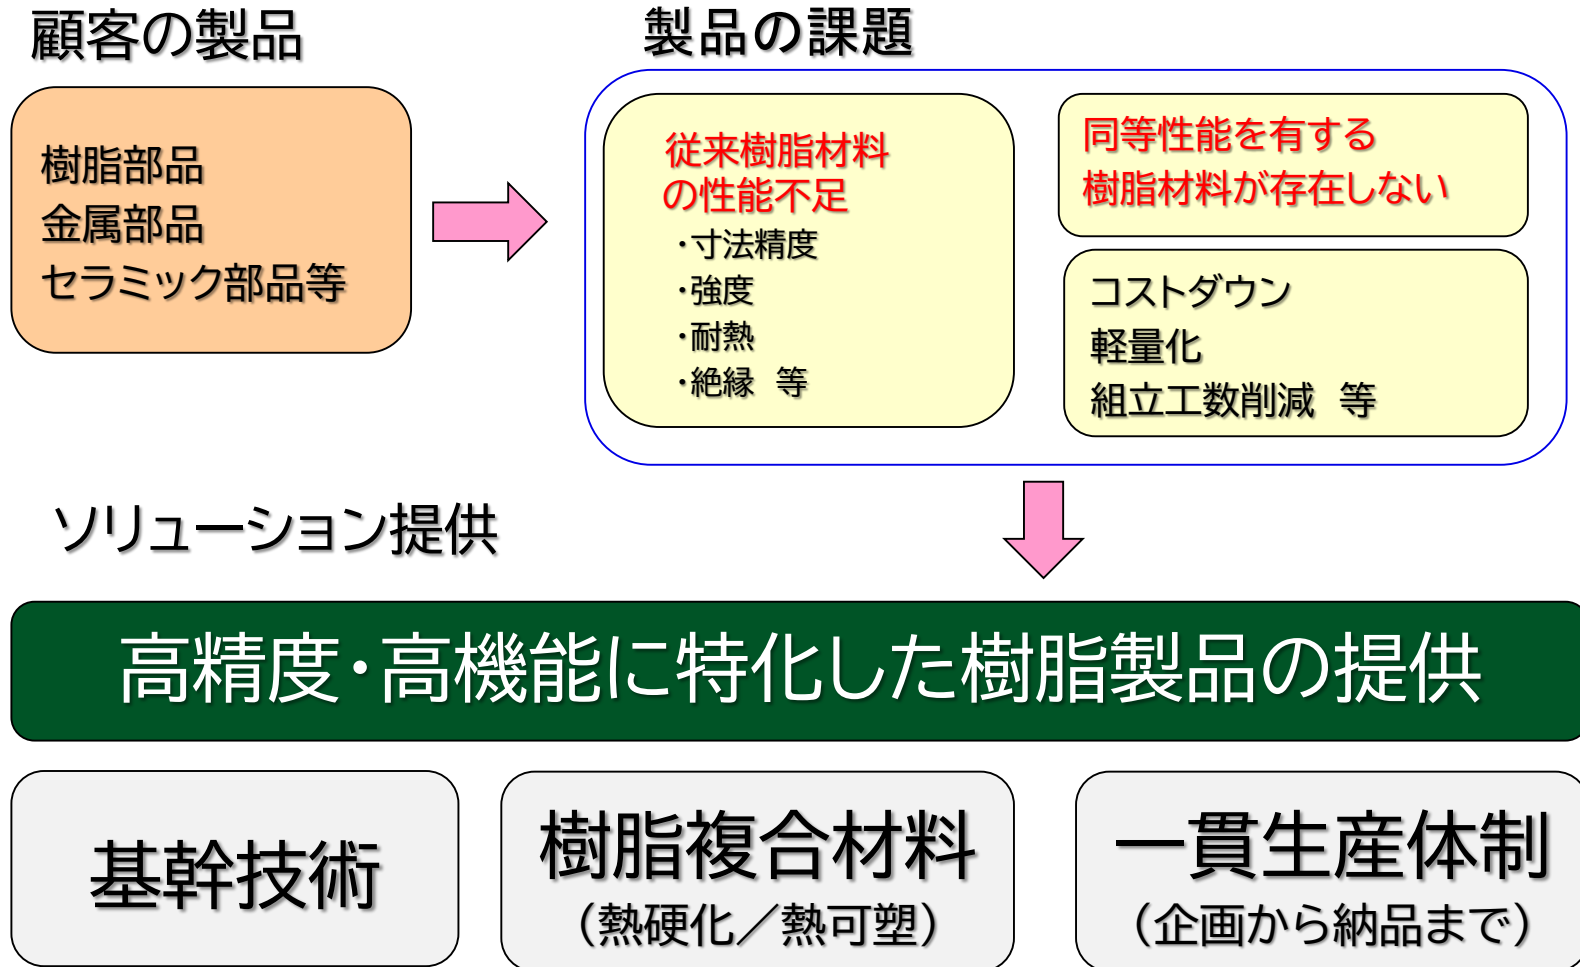 顧客の製品
樹脂部品
金属部品
セラミック部品等
製品の課題
従来樹脂材料
の性能不足
・寸法精度
・強度
・耐熱
・絶縁　等
同等性能を有する
樹脂材料が存在しない
コストダウン
軽量化
組立工数削減　等
ソリューション提供
高精度・高機能に特化した樹脂製品の提供
基幹技術
樹脂複合材料
（熱硬化／熱可塑）
一貫生産体制
（企画から納品まで）